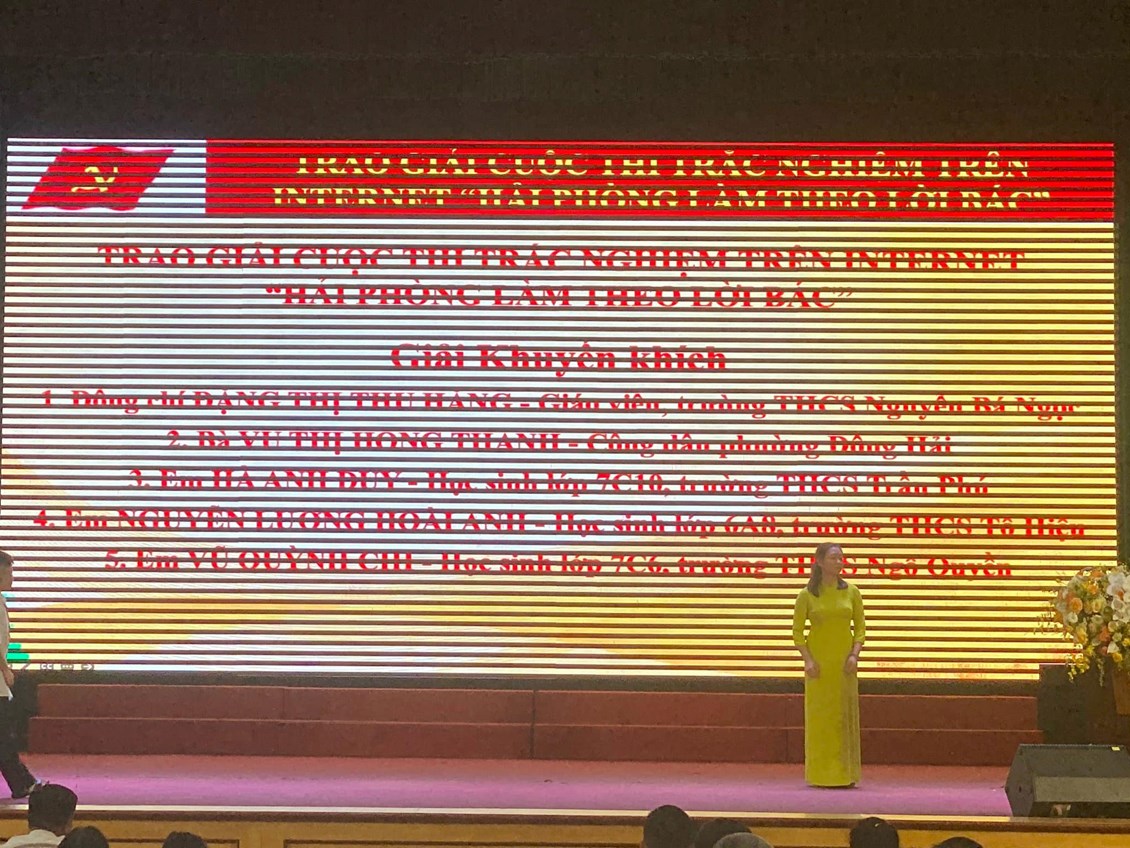 TRAO GIẢI CUỘC THI TRẮC NGHIỆM TRÊN
INTERNET “HẢI PHÒNG LÀM THEO LỜI BÁC”
TRAO GIẢI CUỘC THI TRẮC NGHIỆM TRÊN INTERNET
“HẢI PHÒNG LÀM THEO LỜI BÁC”
Giải Khuyến khích
1. Đồng chí ĐẶNG THỊ THU HẰNG - Giáo viên, trường THCS Nguyễn Bá Ngọc
2. Bà VŨ THỊ HỒNG THANH - Công dân phường Đông Hải
3. Em HÀ ANH DUY - Học sinh lớp 7C10, trường THCS Trần Phú
4. Em NGUYỄN LƯƠNG HOÀI ANH - Học sinh lớp 6A8, trường THCS Tô Hiệu
5. Em VŨ QUỲNH CHI - Học sinh lớp 7C6, trường THCS Ngô Quyền